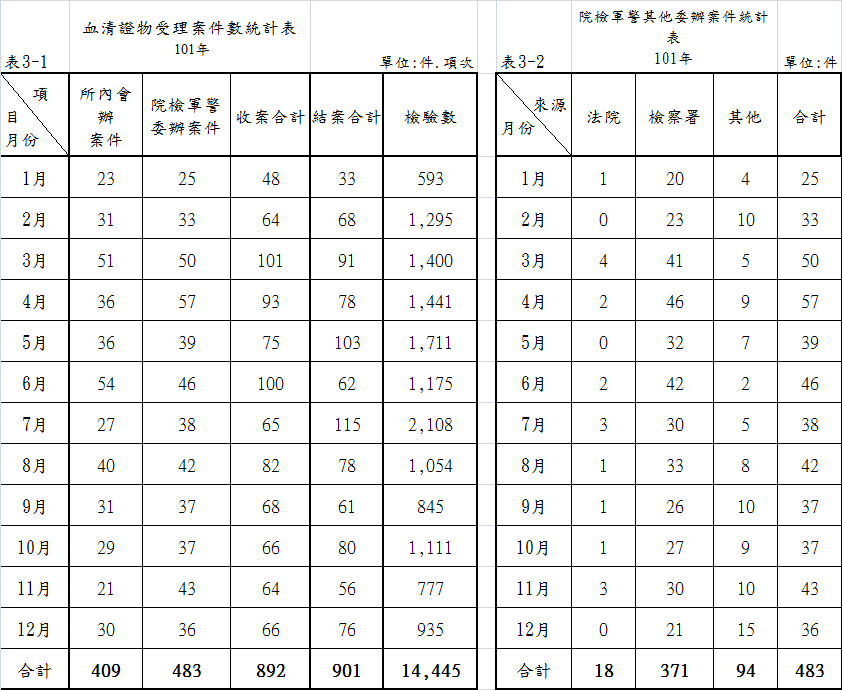 血清證物受理案件數統計表
101年
表3-1
單位:件.項次
項
目
月份
所內會
辦
案件
院檢軍警
委辦案件
收案合計
結案合計
檢驗數
1月 23 25 48 33 593
2月 31 33 64 68 1,295
3月 51 50 101 91 1,400
4月 36 57 93 78 1,441
5月 36 39 75 103 1,711
6月 54 46 100 62 1,175
7月 27 38 65 115 2,108
8月 40 42 82 78 1,054
9月 31 37 68 61 845
10月 29 37 66 80 1,111
11月 21 43 64 56 777
12月 30 36 66 76 935
合計 409 483 892 901 14,445
院檢軍警其他委辦案件統計
表
101年
表3-2
單位:件
來源
月份
法院
檢察署
其他
合計
1月 1 20 4 25
2月 0 23 10 33
3月 4 41 5 50
4月 2 46 9 57
5月 0 32 7 39
6月 2 42 2 46
7月 3 30 5 38
8月 1 33 8 42
9月 1 26 10 37
10月 1 27 9 37
11月 3 30 10 43
12月 0 21 15 36
合計 18 371 94 483